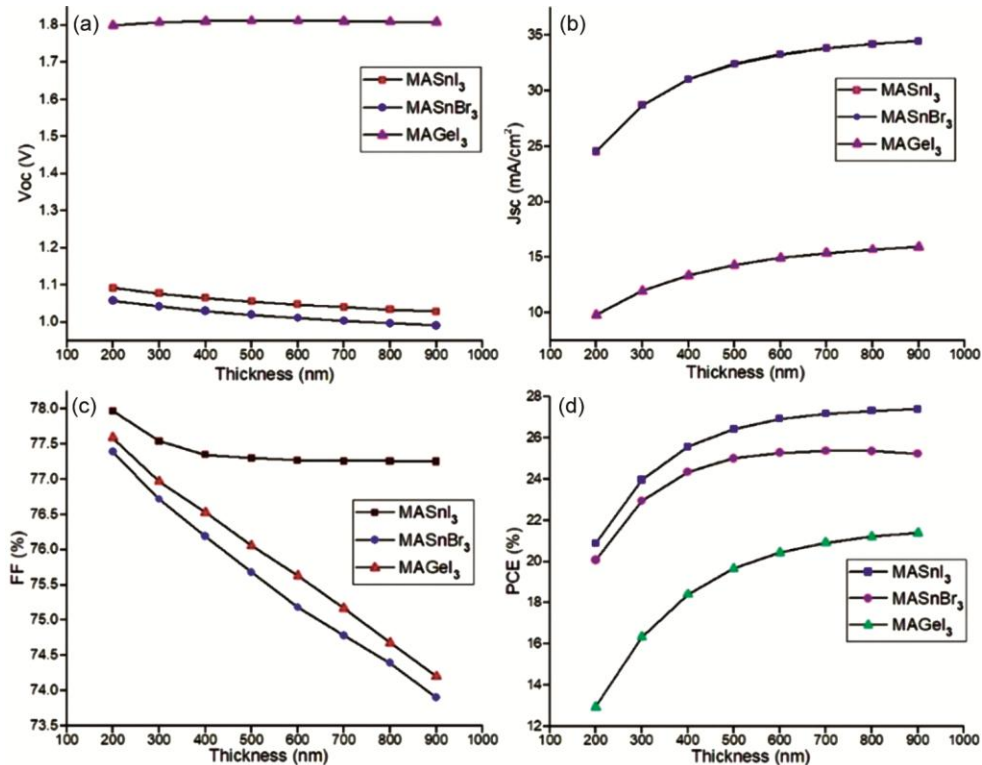 (a)
1.8
1.7
1.6
1.5
1.4
1.3
1.2
1.1
1.0
Voc (V)
MASnI₃
MASnBr₃
MAGeI₃
100 200 300 400 500 600 700 800 900 1000
Thickness (nm)
(b)
35
30
25
20
15
10
Jsc (mA/cm²)
MASnI₃
MASnBr₃
MAGeI₃
100 200 300 400 500 600 700 800 900 1000
Thickness (nm)
(c)
78.0
77.5
77.0
76.5
76.0
75.5
75.0
74.5
74.0
73.5
FF (%)
MASnI₃
MASnBr₃
MAGeI₃
100 200 300 400 500 600 700 800 900 1000
Thickness (nm)
(d)
28
26
24
22
20
18
16
14
12
PCE (%)
MASnI₃
MASnBr₃
MAGeI₃
100 200 300 400 500 600 700 800 900 1000
Thickness (nm)